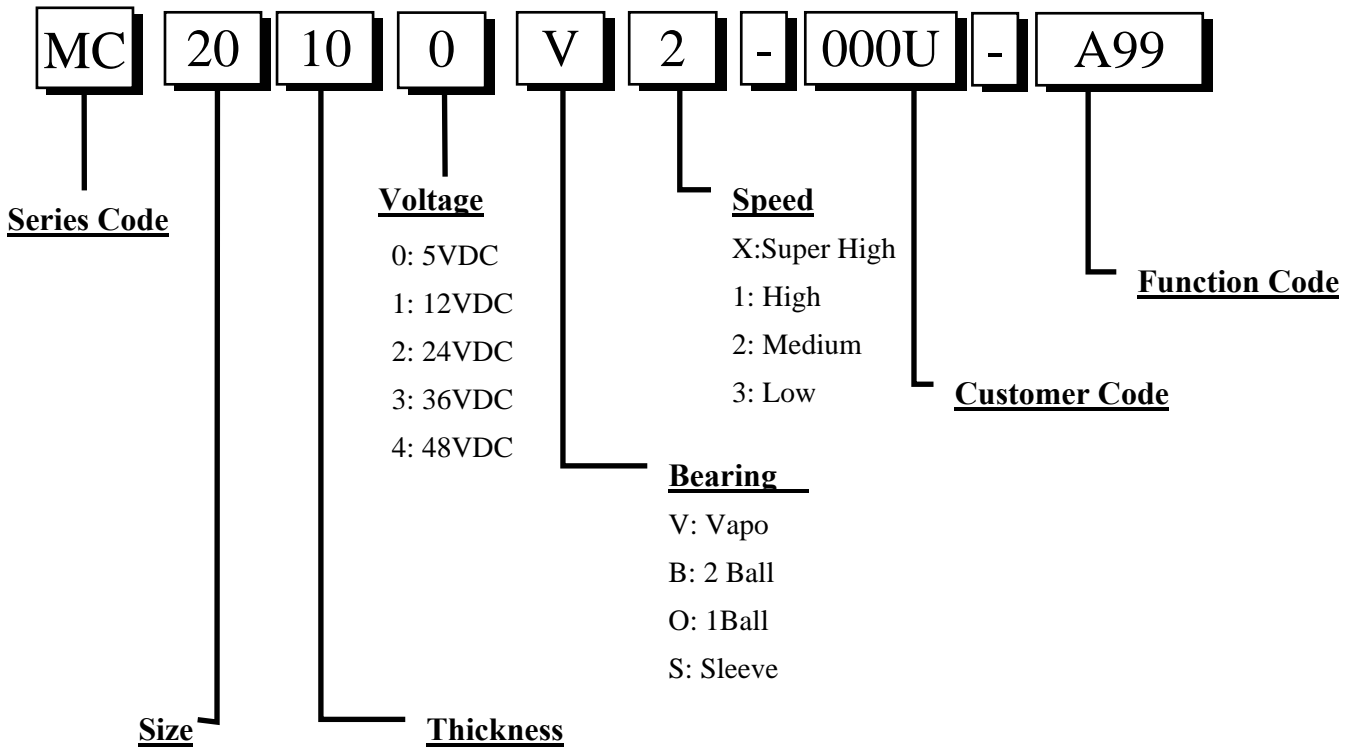 MC 20 10 0 V 2 - 000U - A99
Series Code
Voltage
0: 5VDC
1: 12VDC
2: 24VDC
3: 36VDC
4: 48VDC
Speed
X:Super High
1: High
2: Medium
3: Low
Function Code
Customer Code
Bearing
V: Vapo
B: 2 Ball
O: 1Ball
S: Sleeve
Size
Thickness